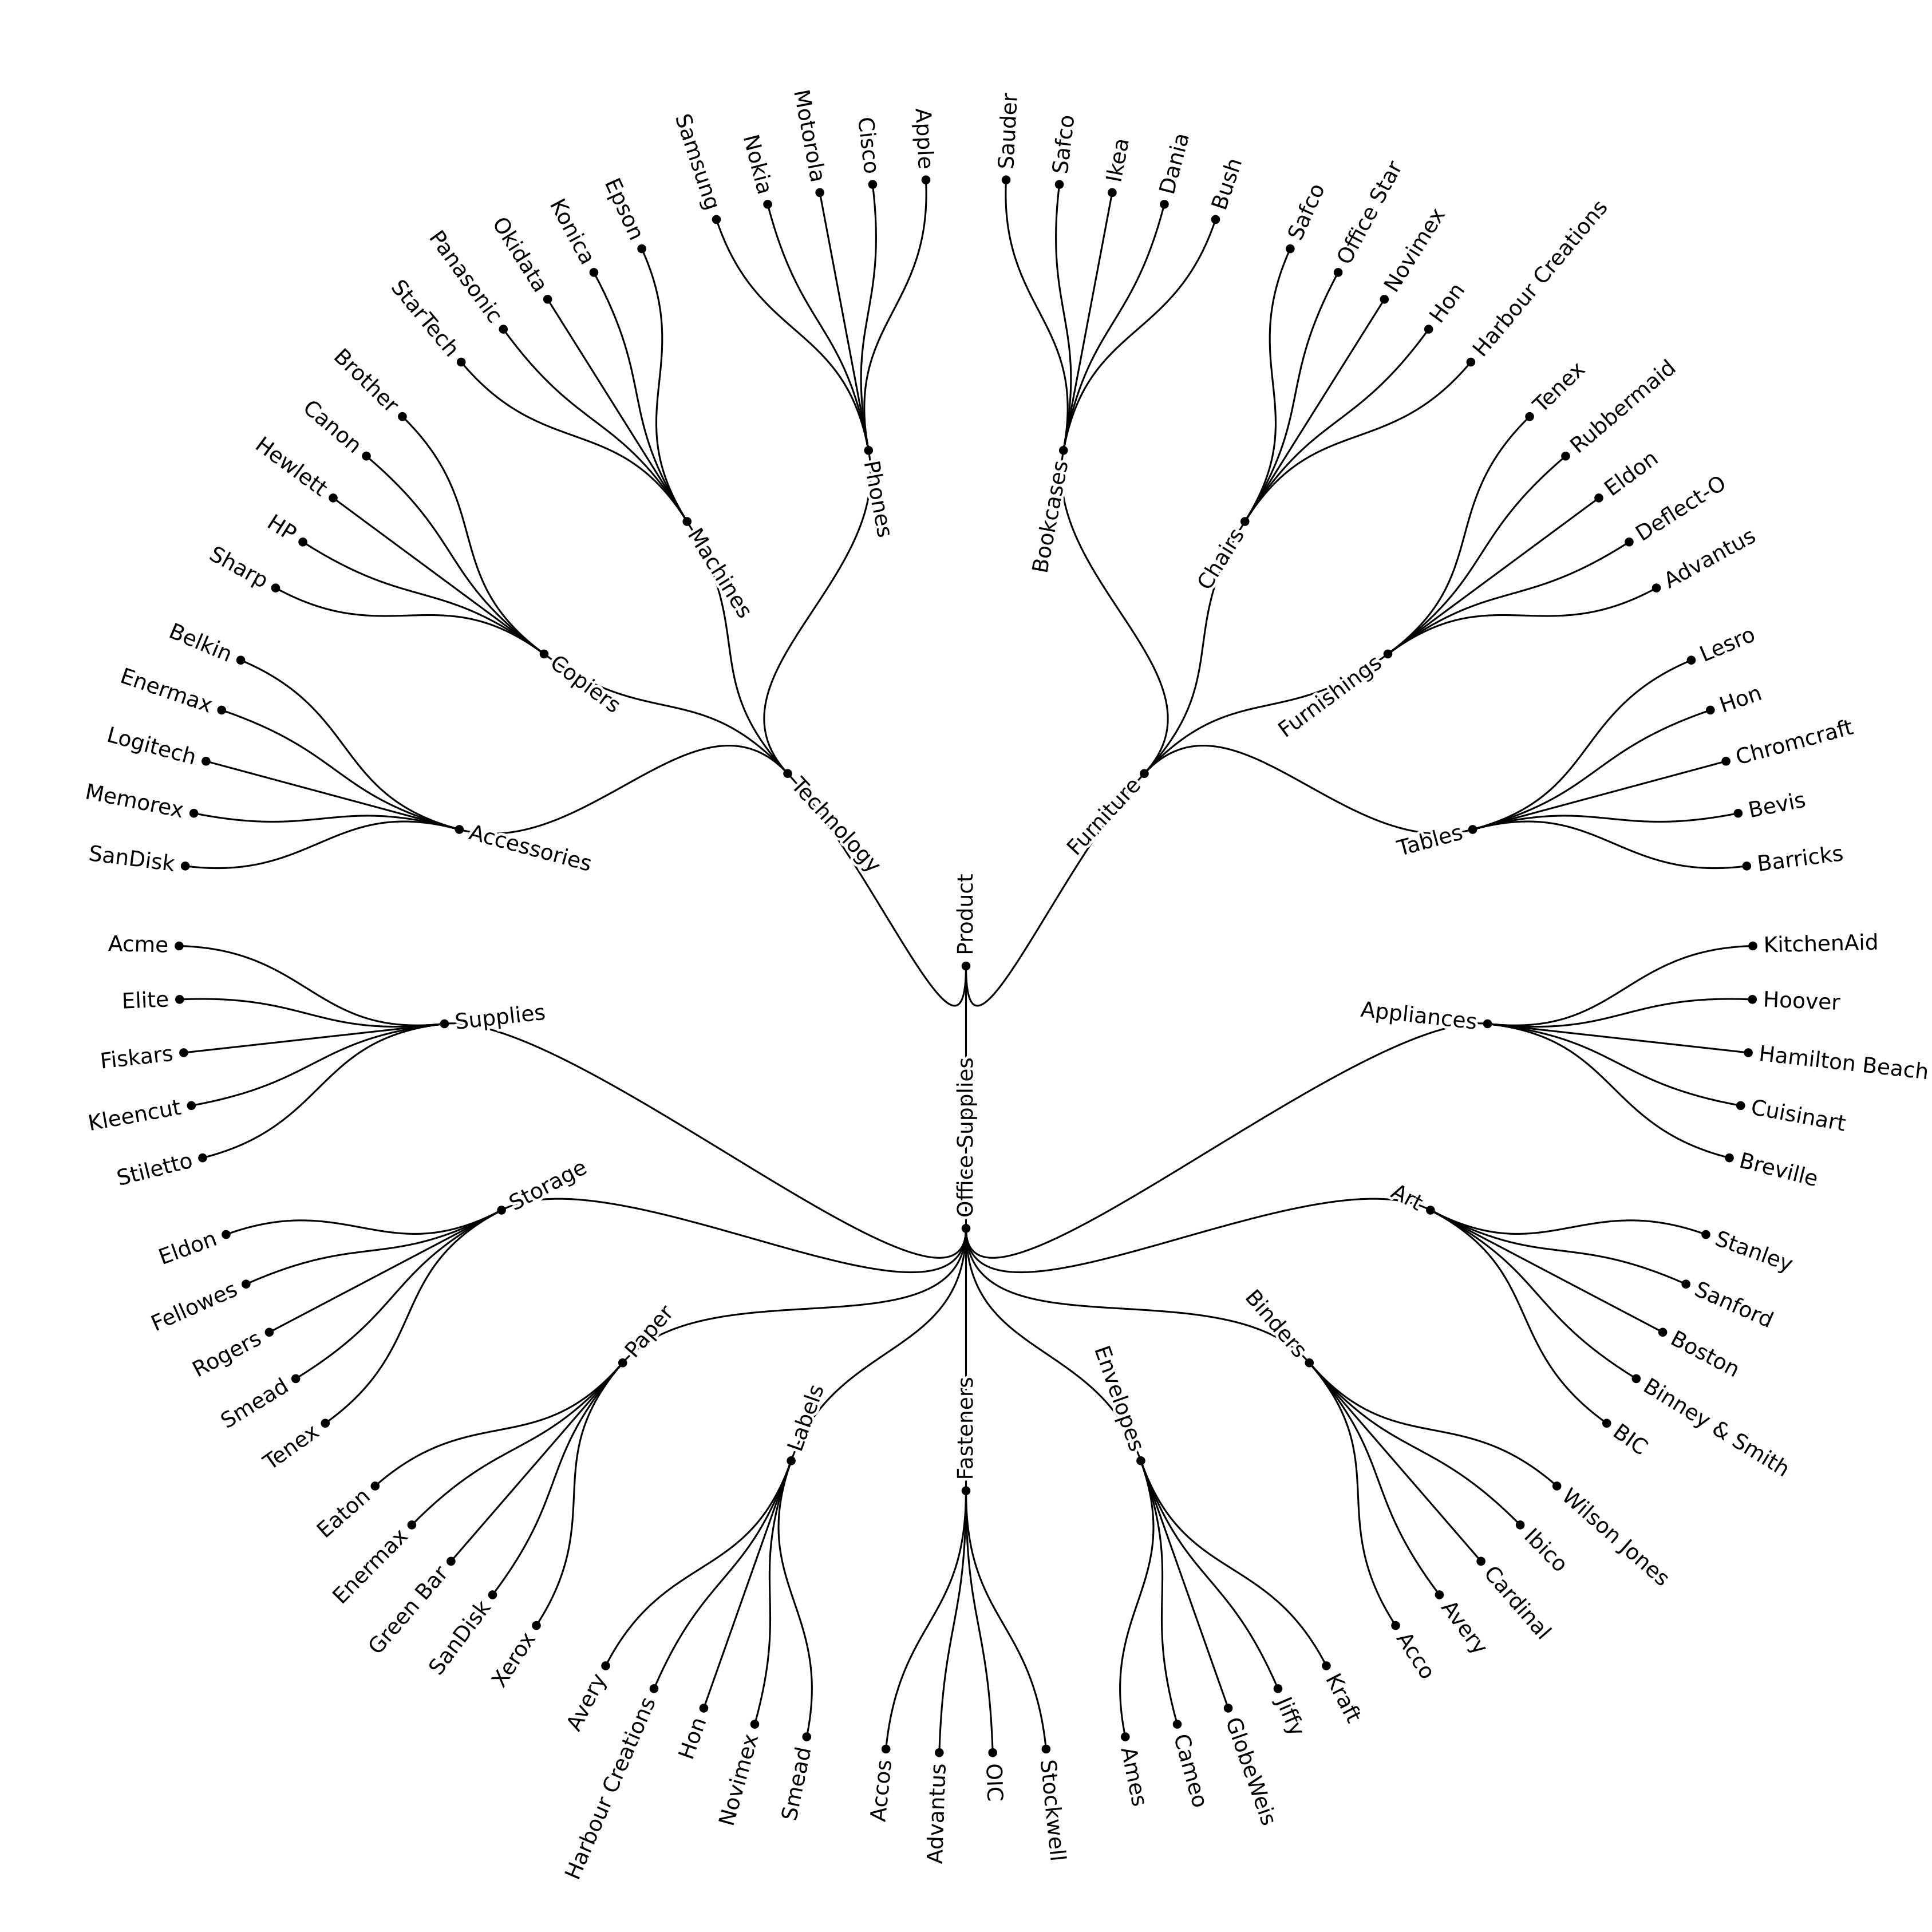 Product
Technology
Phones
Samsung
Nokia
Motorola
Cisco
Apple
Machines
Epson
Konica
Okidata
Panasonic
StarTech
Copiers
Brother
Canon
Hewlett
HP
Sharp
Accessories
Belkin
Enermax
Logitech
Memorex
SanDisk
Furniture
Bookcases
Sauder
Safco
Ikea
Dania
Bush
Chairs
Safco
Office Star
Novimex
Hon
Harbour Creations
Furnishings
Tenex
Rubbermaid
Eldon
Deflect-O
Advantus
Tables
Lesro
Hon
Chromcraft
Bevis
Barricks
Office-Supplies
Appliances
KitchenAid
Hoover
Hamilton Beach
Cuisinart
Breville
Art
Stanley
Sanford
Boston
Binney & Smith
BIC
Binders
Wilson Jones
Ibico
Cardinal
Avery
Acco
Envelopes
Kraft
Jiffy
GlobeWeis
Cameo
Ames
Fasteners
Stockwell
OIC
Advantus
Accos
Labels
Smead
Novimex
Hon
Harbour Creations
Avery
Paper
Xerox
SanDisk
Green Bar
Enermax
Eaton
Storage
Tenex
Smead
Rogers
Fellowes
Eldon
Supplies
Stiletto
Kleencut
Fiskars
Elite
Acme